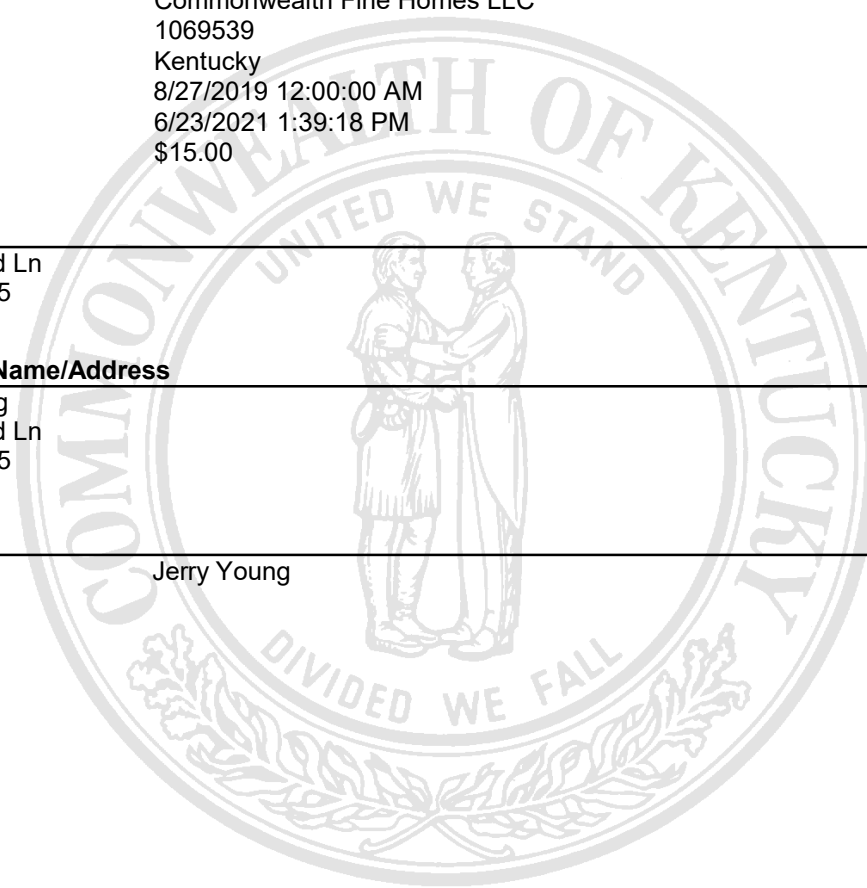 Commonwealth Fine Homes LLC
1069539
Kentucky
8/27/2019 12:00:00 AM
6/23/2021 1:39:18 PM
$15.00
Ln
5
Name/Address
g
Ln
5
Jerry Young
COMMONWEALTH OF KENTUCKY
UNITED WE STAND
DIVIDED WE FALL